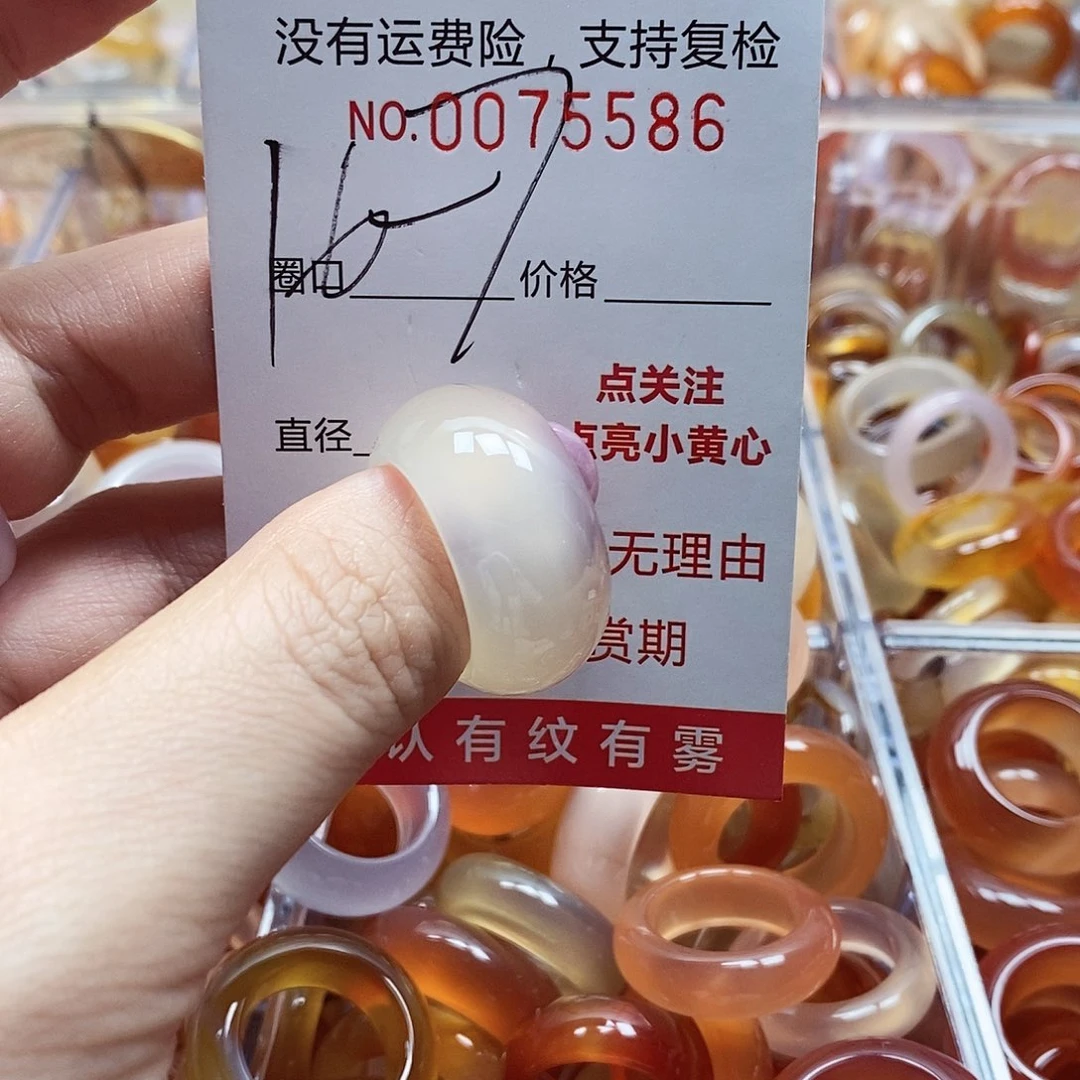 没有运费险，支持复检
NO.0075586
圈口 价格
点关注
直径 点亮小黄心
无理由
赏期
认有纹有雾